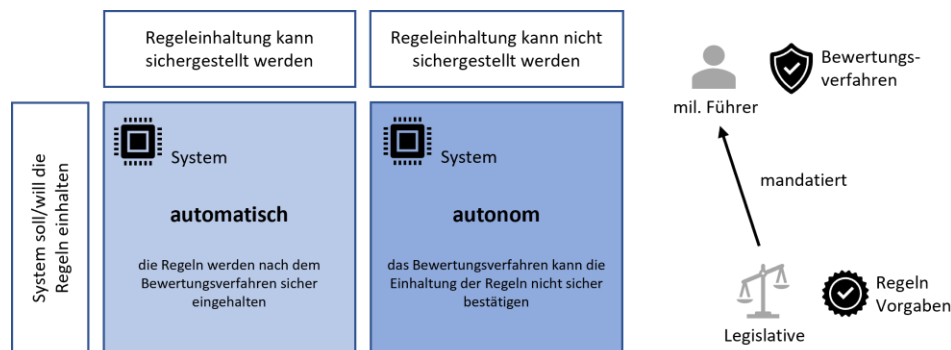 Regeleinhaltung kann
sichergestellt werden
Regeleinhaltung kann nicht
sichergestellt werden
System soll/will die
Regeln einhalten
System
automatisch
die Regeln werden nach dem
Bewertungsverfahren sicher
eingehalten
System
autonom
das Bewertungsverfahren kann die
Einhaltung der Regeln nicht sicher
bestätigen
mil. Führer
Bewertungs-
verfahren
mandatiert
Legislative
Regeln
Vorgaben